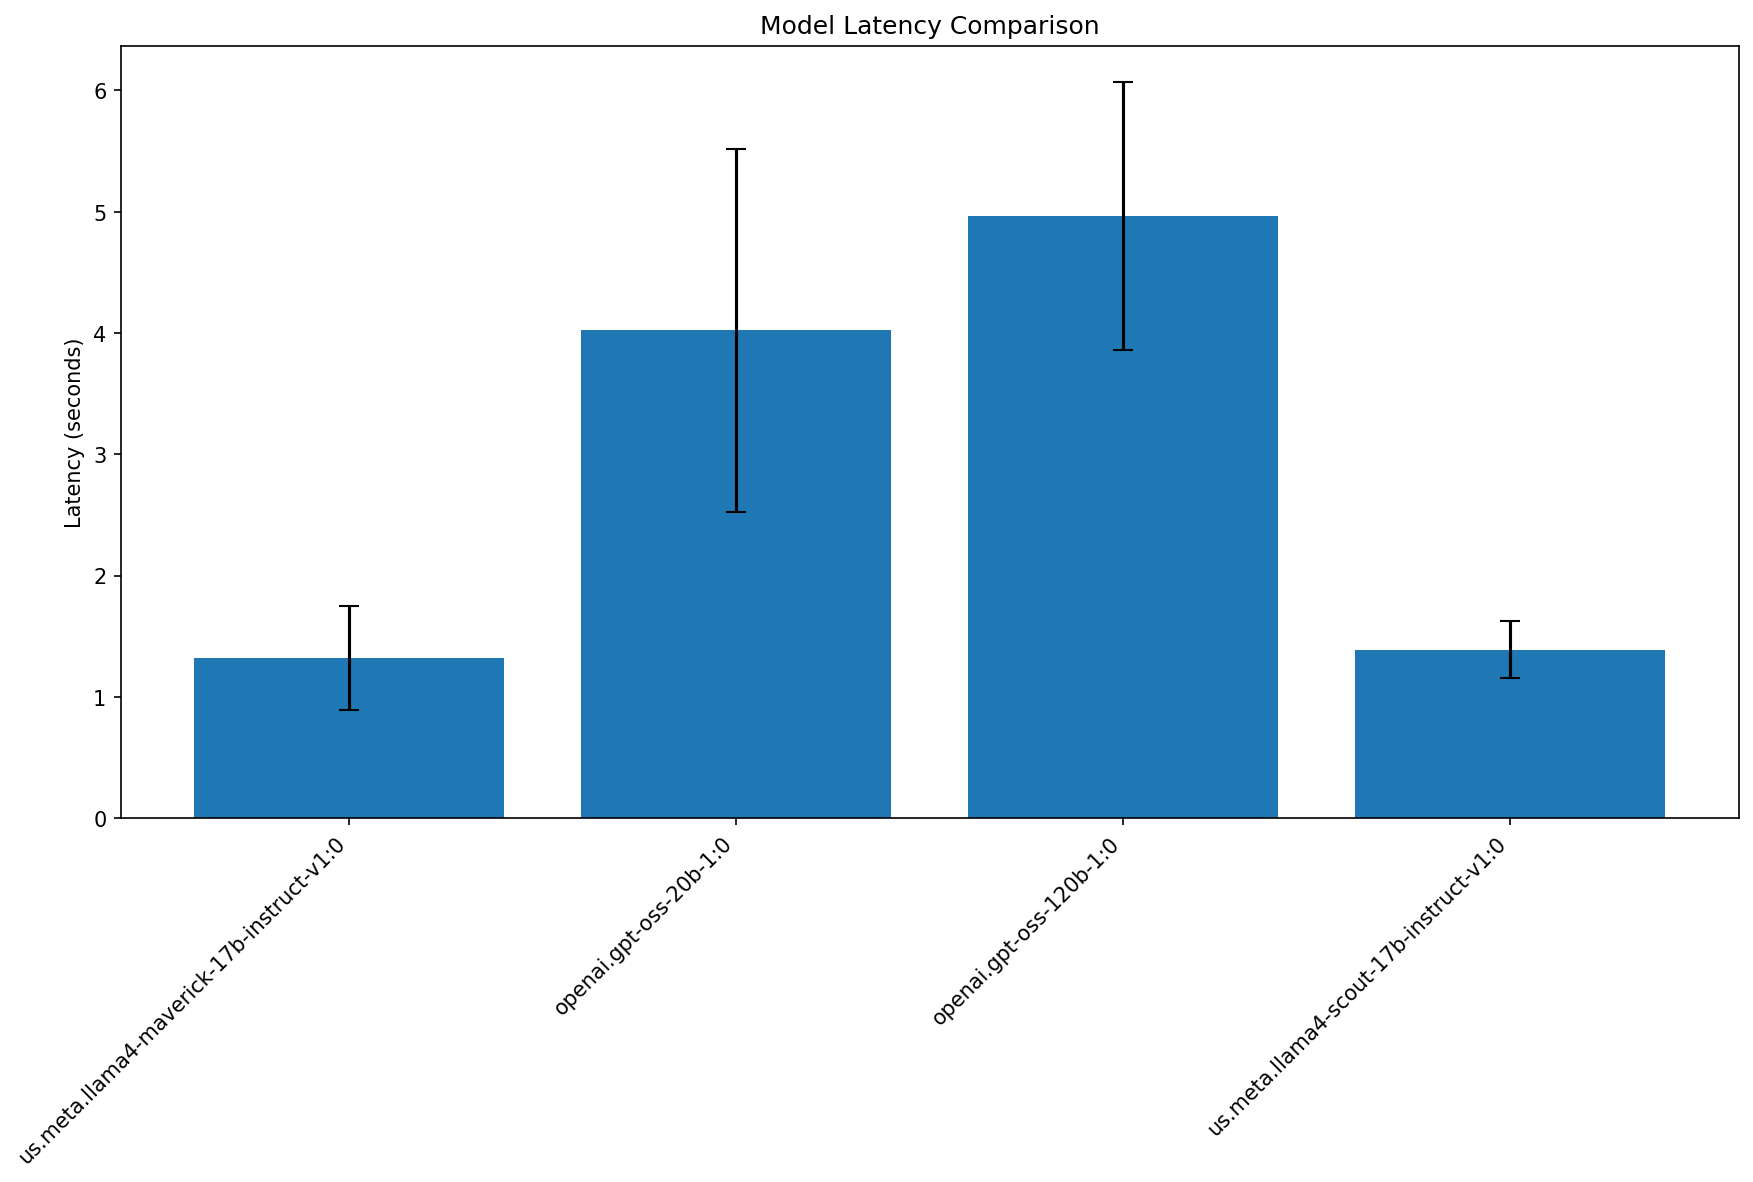 Model Latency Comparison
Latency (seconds)
6
5
4
3
2
1
0
us.meta.llama4-maverick-17b-instruct-v1:0
openai.gpt-oss-20b-1:0
openai.gpt-oss-120b-1:0
us.meta.llama4-scout-17b-instruct-v1:0